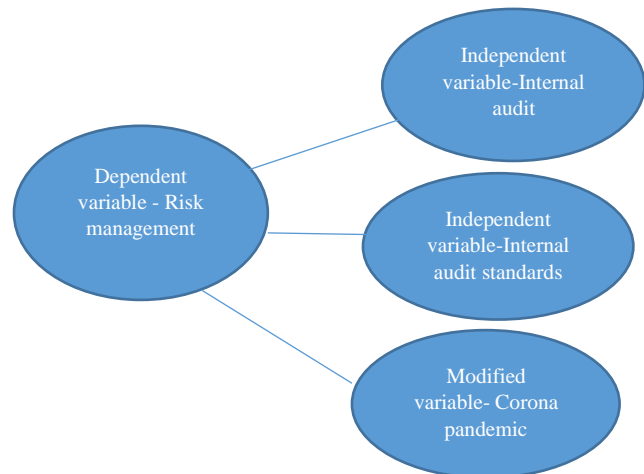 Independent
variable-Internal
audit
Dependent
variable - Risk
management
Independent
variable-Internal
audit standards
Modified
variable- Corona
pandemic